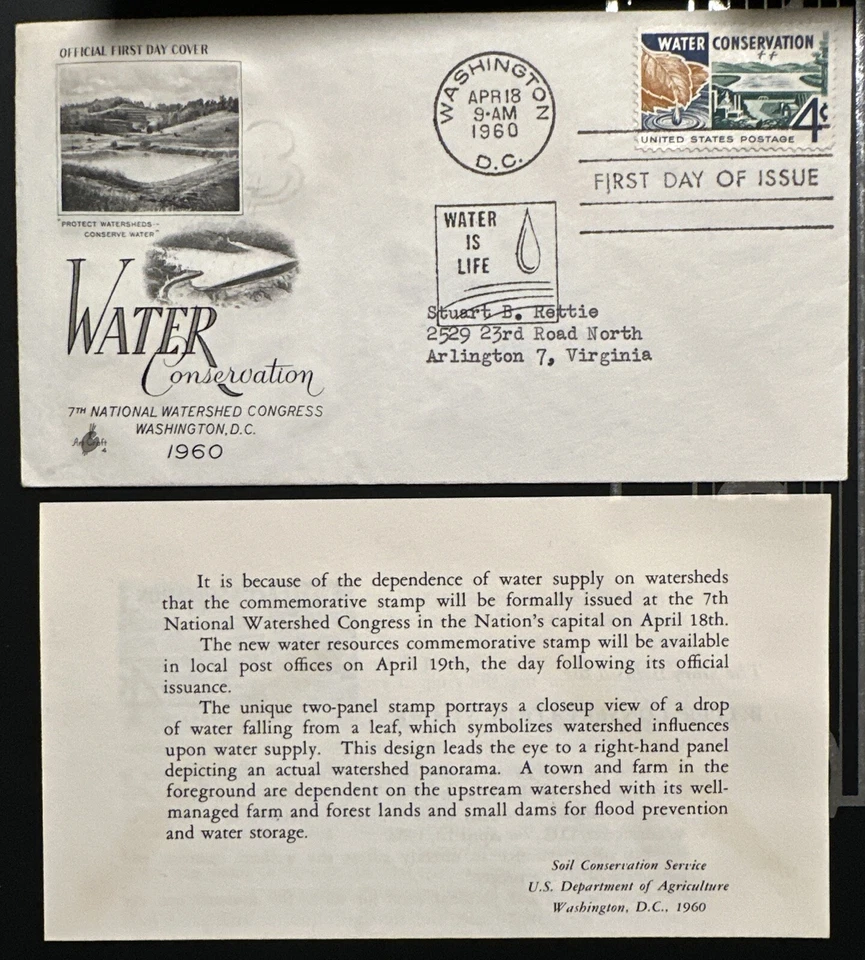 OFFICIAL FIRST DAY COVER
"PROTECT WATERSHEDS--
CONSERVE WATER"
WATER
Conservation
7TH NATIONAL WATERSHED CONGRESS
WASHINGTON, D.C.
1960
ArtCraft
WASHINGTON
APR 18
9-AM
1960
D.C.
WATER CONSERVATION
4¢
UNITED STATES POSTAGE
FIRST DAY OF ISSUE
WATER
IS
LIFE
Stuart B. Rettie
2529 23rd Road North
Arlington 7, Virginia
It is because of the dependence of water supply on watersheds
that the commemorative stamp will be formally issued at the 7th
National Watershed Congress in the Nation's capital on April 18th.
The new water resources commemorative stamp will be available
in local post offices on April 19th, the day following its official
issuance.
The unique two-panel stamp portrays a closeup view of a drop
of water falling from a leaf, which symbolizes watershed influences
upon water supply. This design leads the eye to a right-hand panel
depicting an actual watershed panorama. A town and farm in the
foreground are dependent on the upstream watershed with its well-
managed farm and forest lands and small dams for flood prevention
and water storage.
Soil Conservation Service
U.S. Department of Agriculture
Washington, D.C., 1960